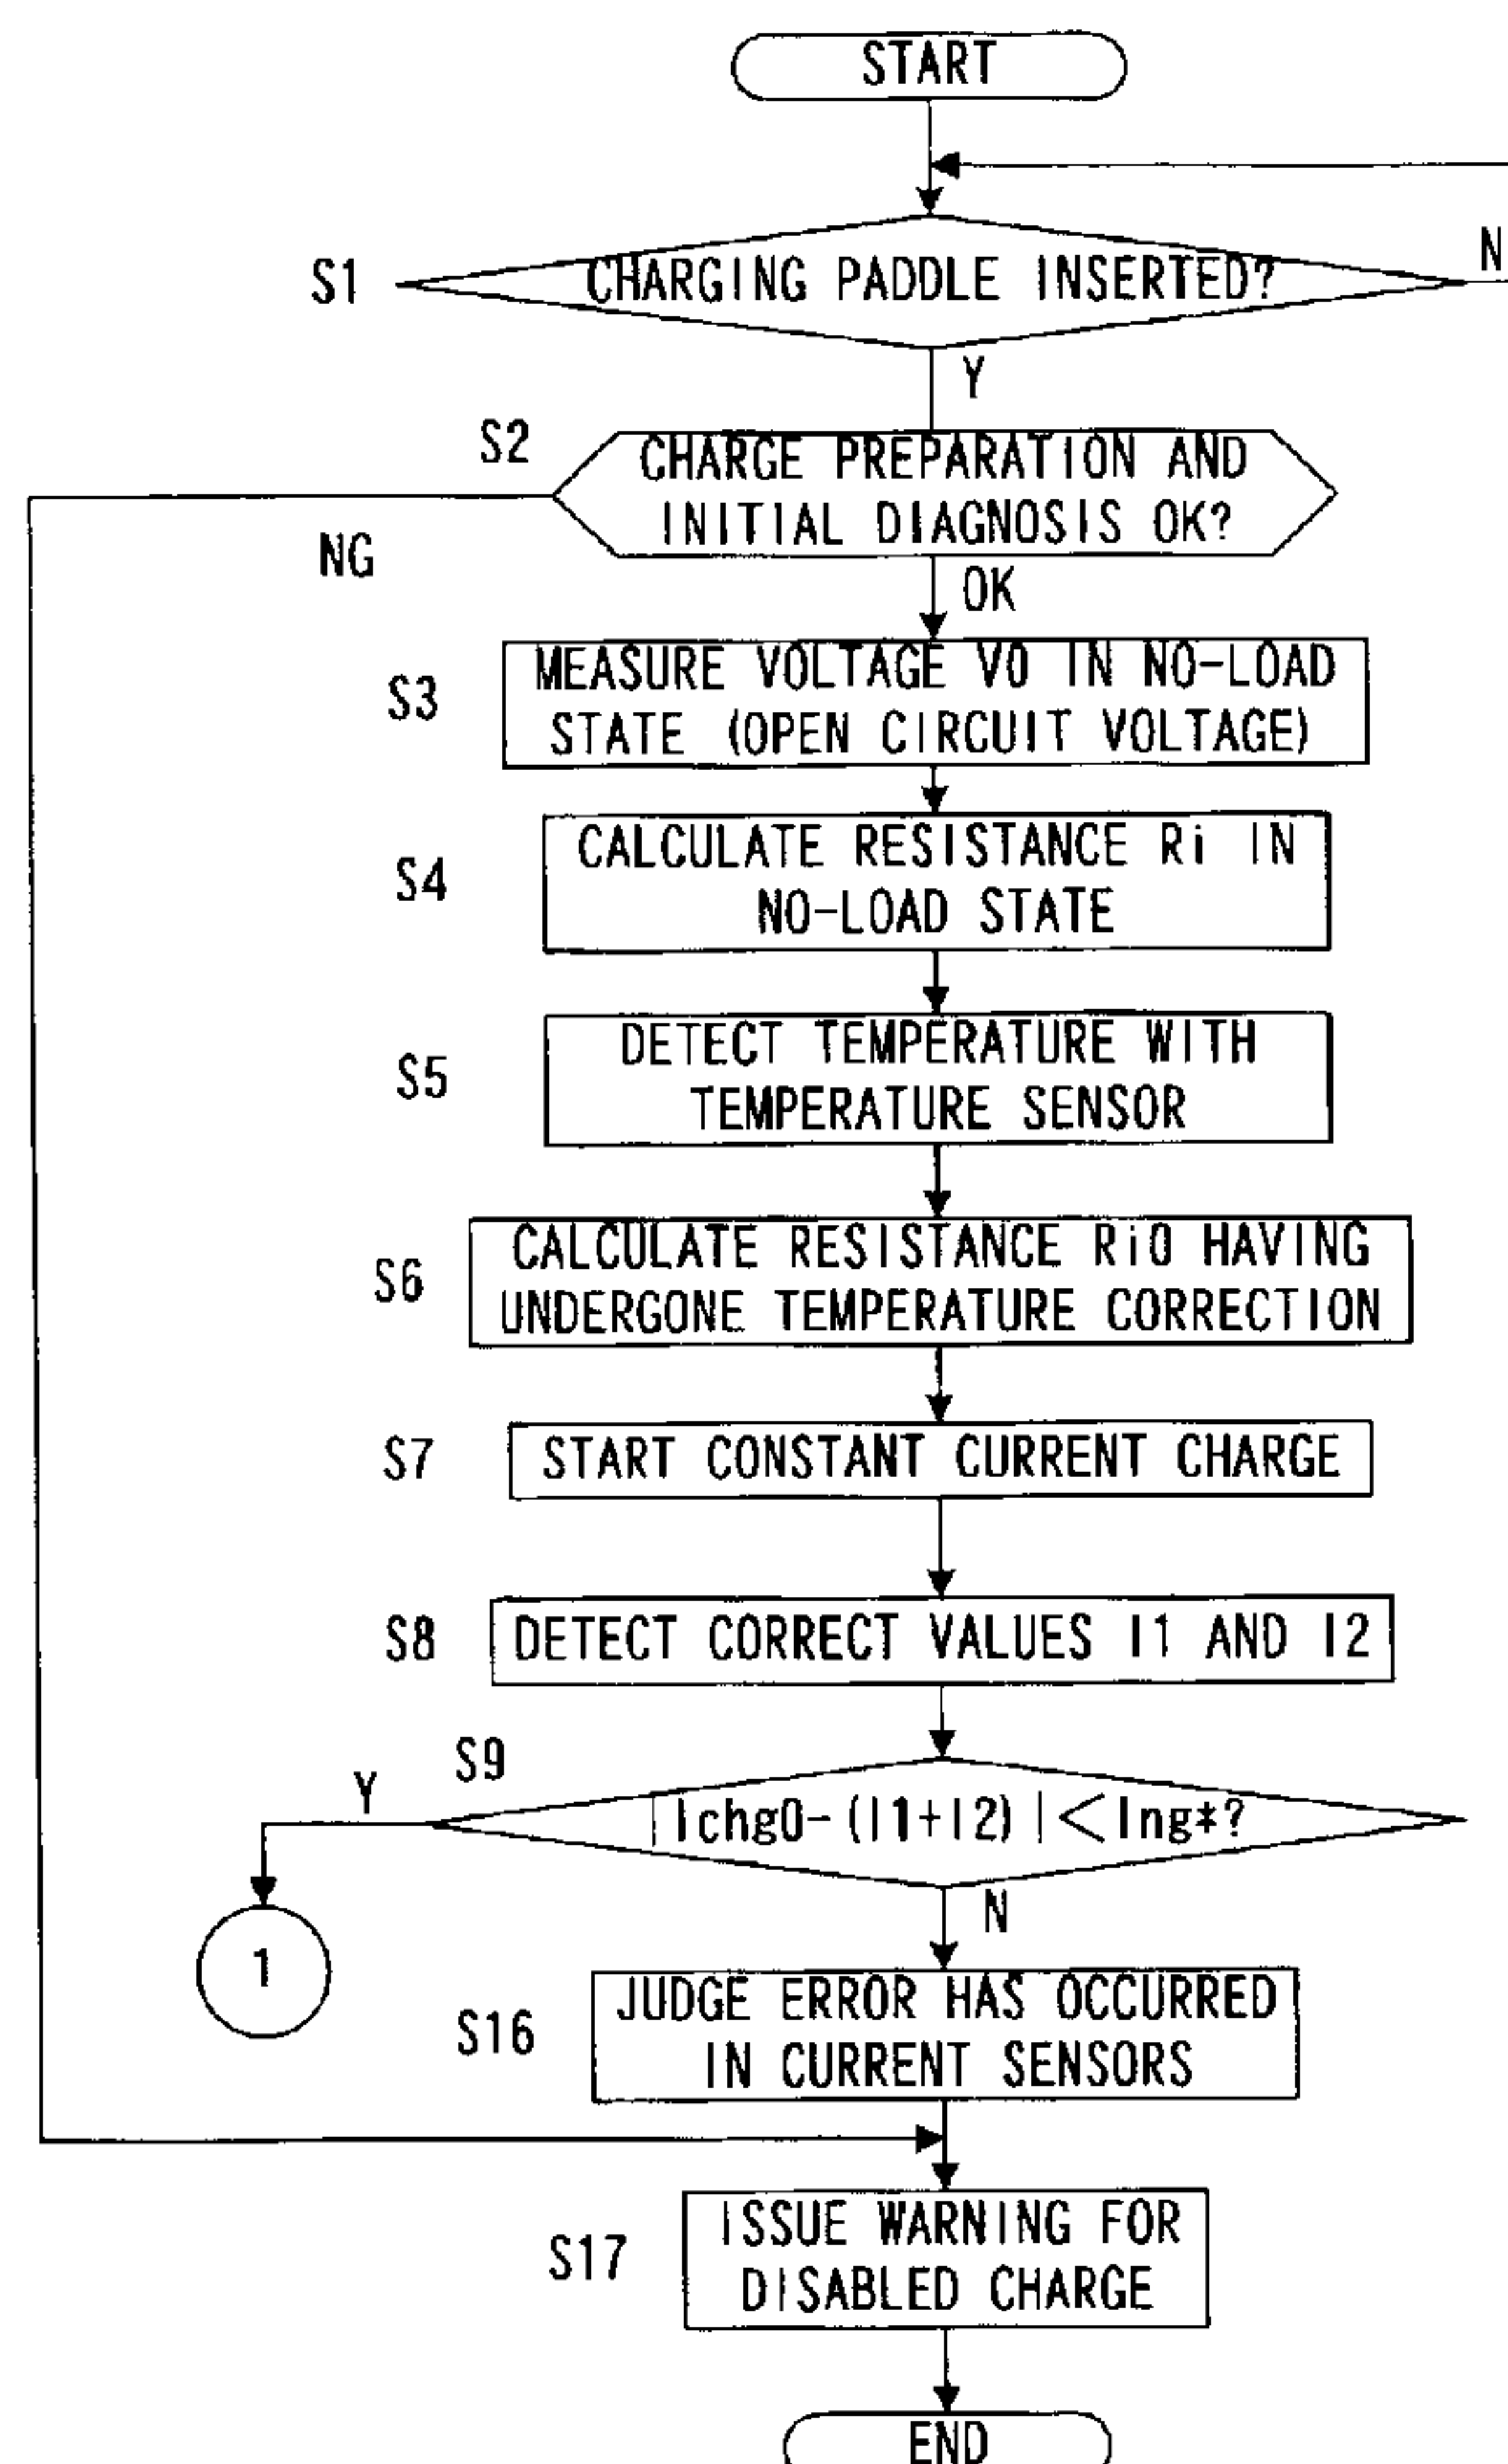 START
S1
CHARGING PADDLE INSERTED?
N
Y
S2
CHARGE PREPARATION AND
INITIAL DIAGNOSIS OK?
NG
OK
S3
MEASURE VOLTAGE V0 IN NO-LOAD
STATE (OPEN CIRCUIT VOLTAGE)
S4
CALCULATE RESISTANCE Ri IN
NO-LOAD STATE
S5
DETECT TEMPERATURE WITH
TEMPERATURE SENSOR
S6
CALCULATE RESISTANCE Ri0 HAVING
UNDERGONE TEMPERATURE CORRECTION
S7
START CONSTANT CURRENT CHARGE
S8
DETECT CORRECT VALUES I1 AND I2
S9
Y
|Ichg0-(I1+I2)|<Ing*?
N
1
S16
JUDGE ERROR HAS OCCURRED
IN CURRENT SENSORS
S17
ISSUE WARNING FOR
DISABLED CHARGE
END